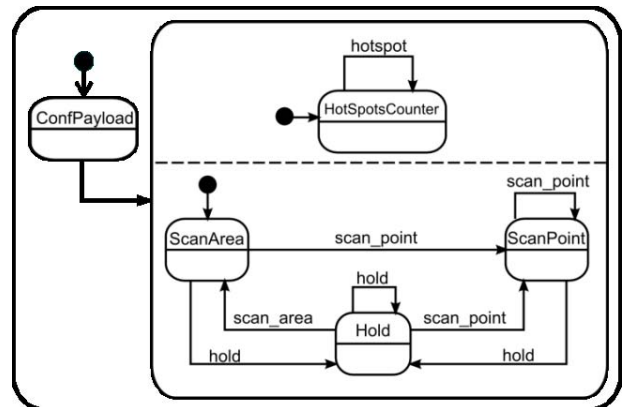 hotspot
ConfPayload
HotSpotsCounter
scan_point
ScanArea
scan_point
ScanPoint
hold
scan_area
scan_point
Hold
hold
hold